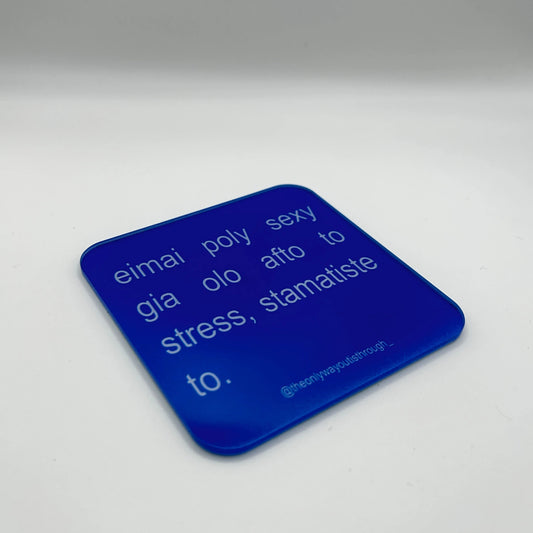 eimai poly sexy
gia olo afto to
stress, stamatiste
to.
@theonlywayoutisthrough_